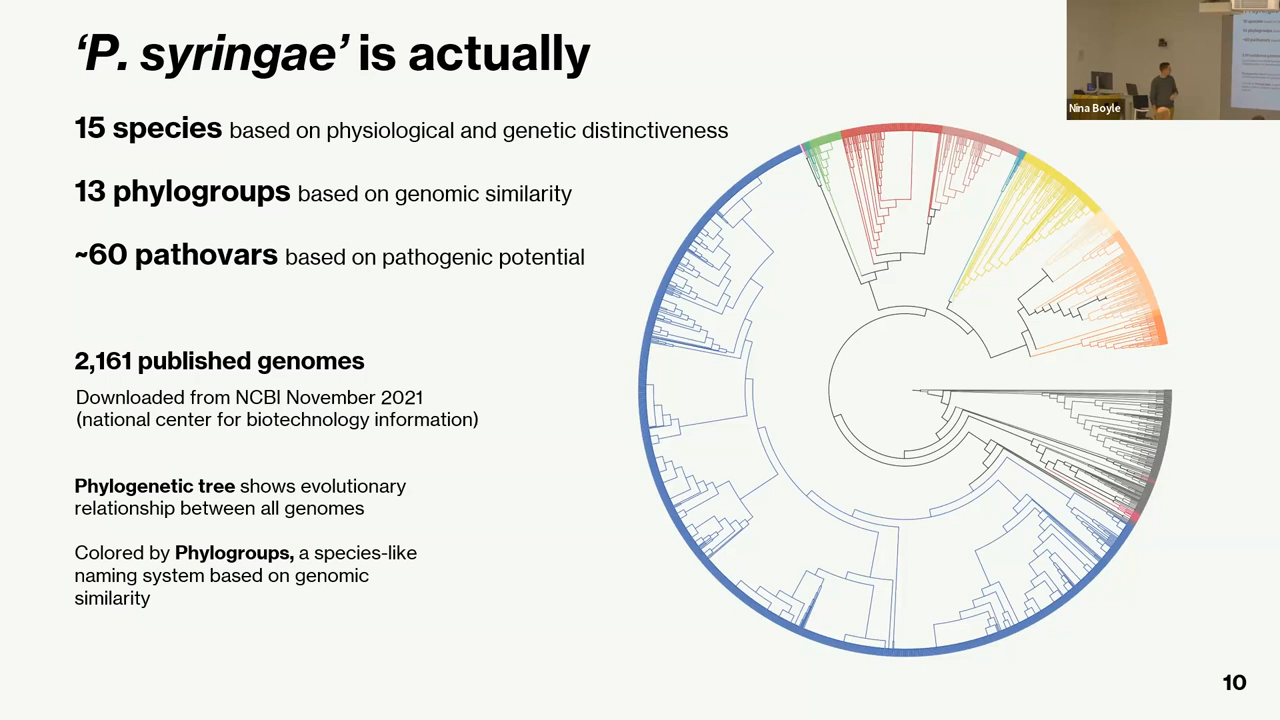 ‘P. syringae’ is actually
15 species based on physiological and genetic distinctiveness
13 phylogroups based on genomic similarity
~60 pathovars based on pathogenic potential
2,161 published genomes
Downloaded from NCBI November 2021
(national center for biotechnology information)
Phylogenetic tree shows evolutionary
relationship between all genomes
Colored by Phylogroups, a species-like
naming system based on genomic
similarity
Nina Boyle
10